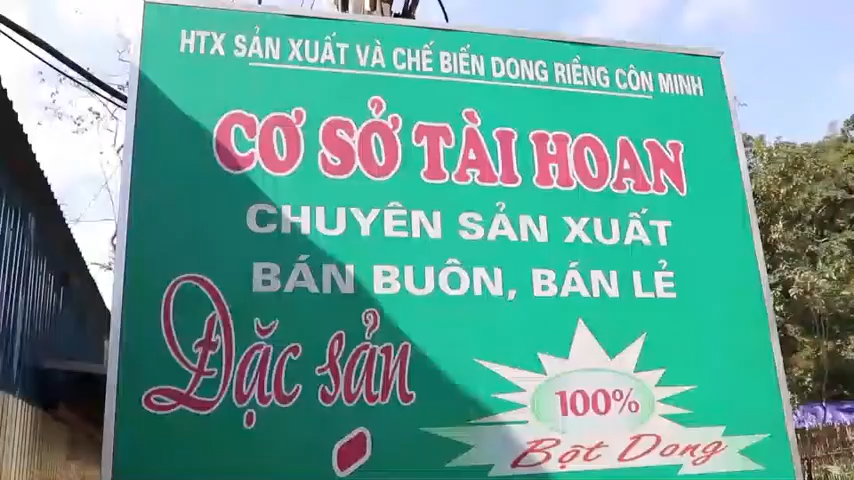 HTX SẢN XUẤT VÀ CHẾ BIẾN DONG RIỀNG CÔN MINH
CƠ SỞ TÀI HOAN
CHUYÊN SẢN XUẤT
BÁN BUÔN, BÁN LẺ
Đặc sản
100%
Bột Dong